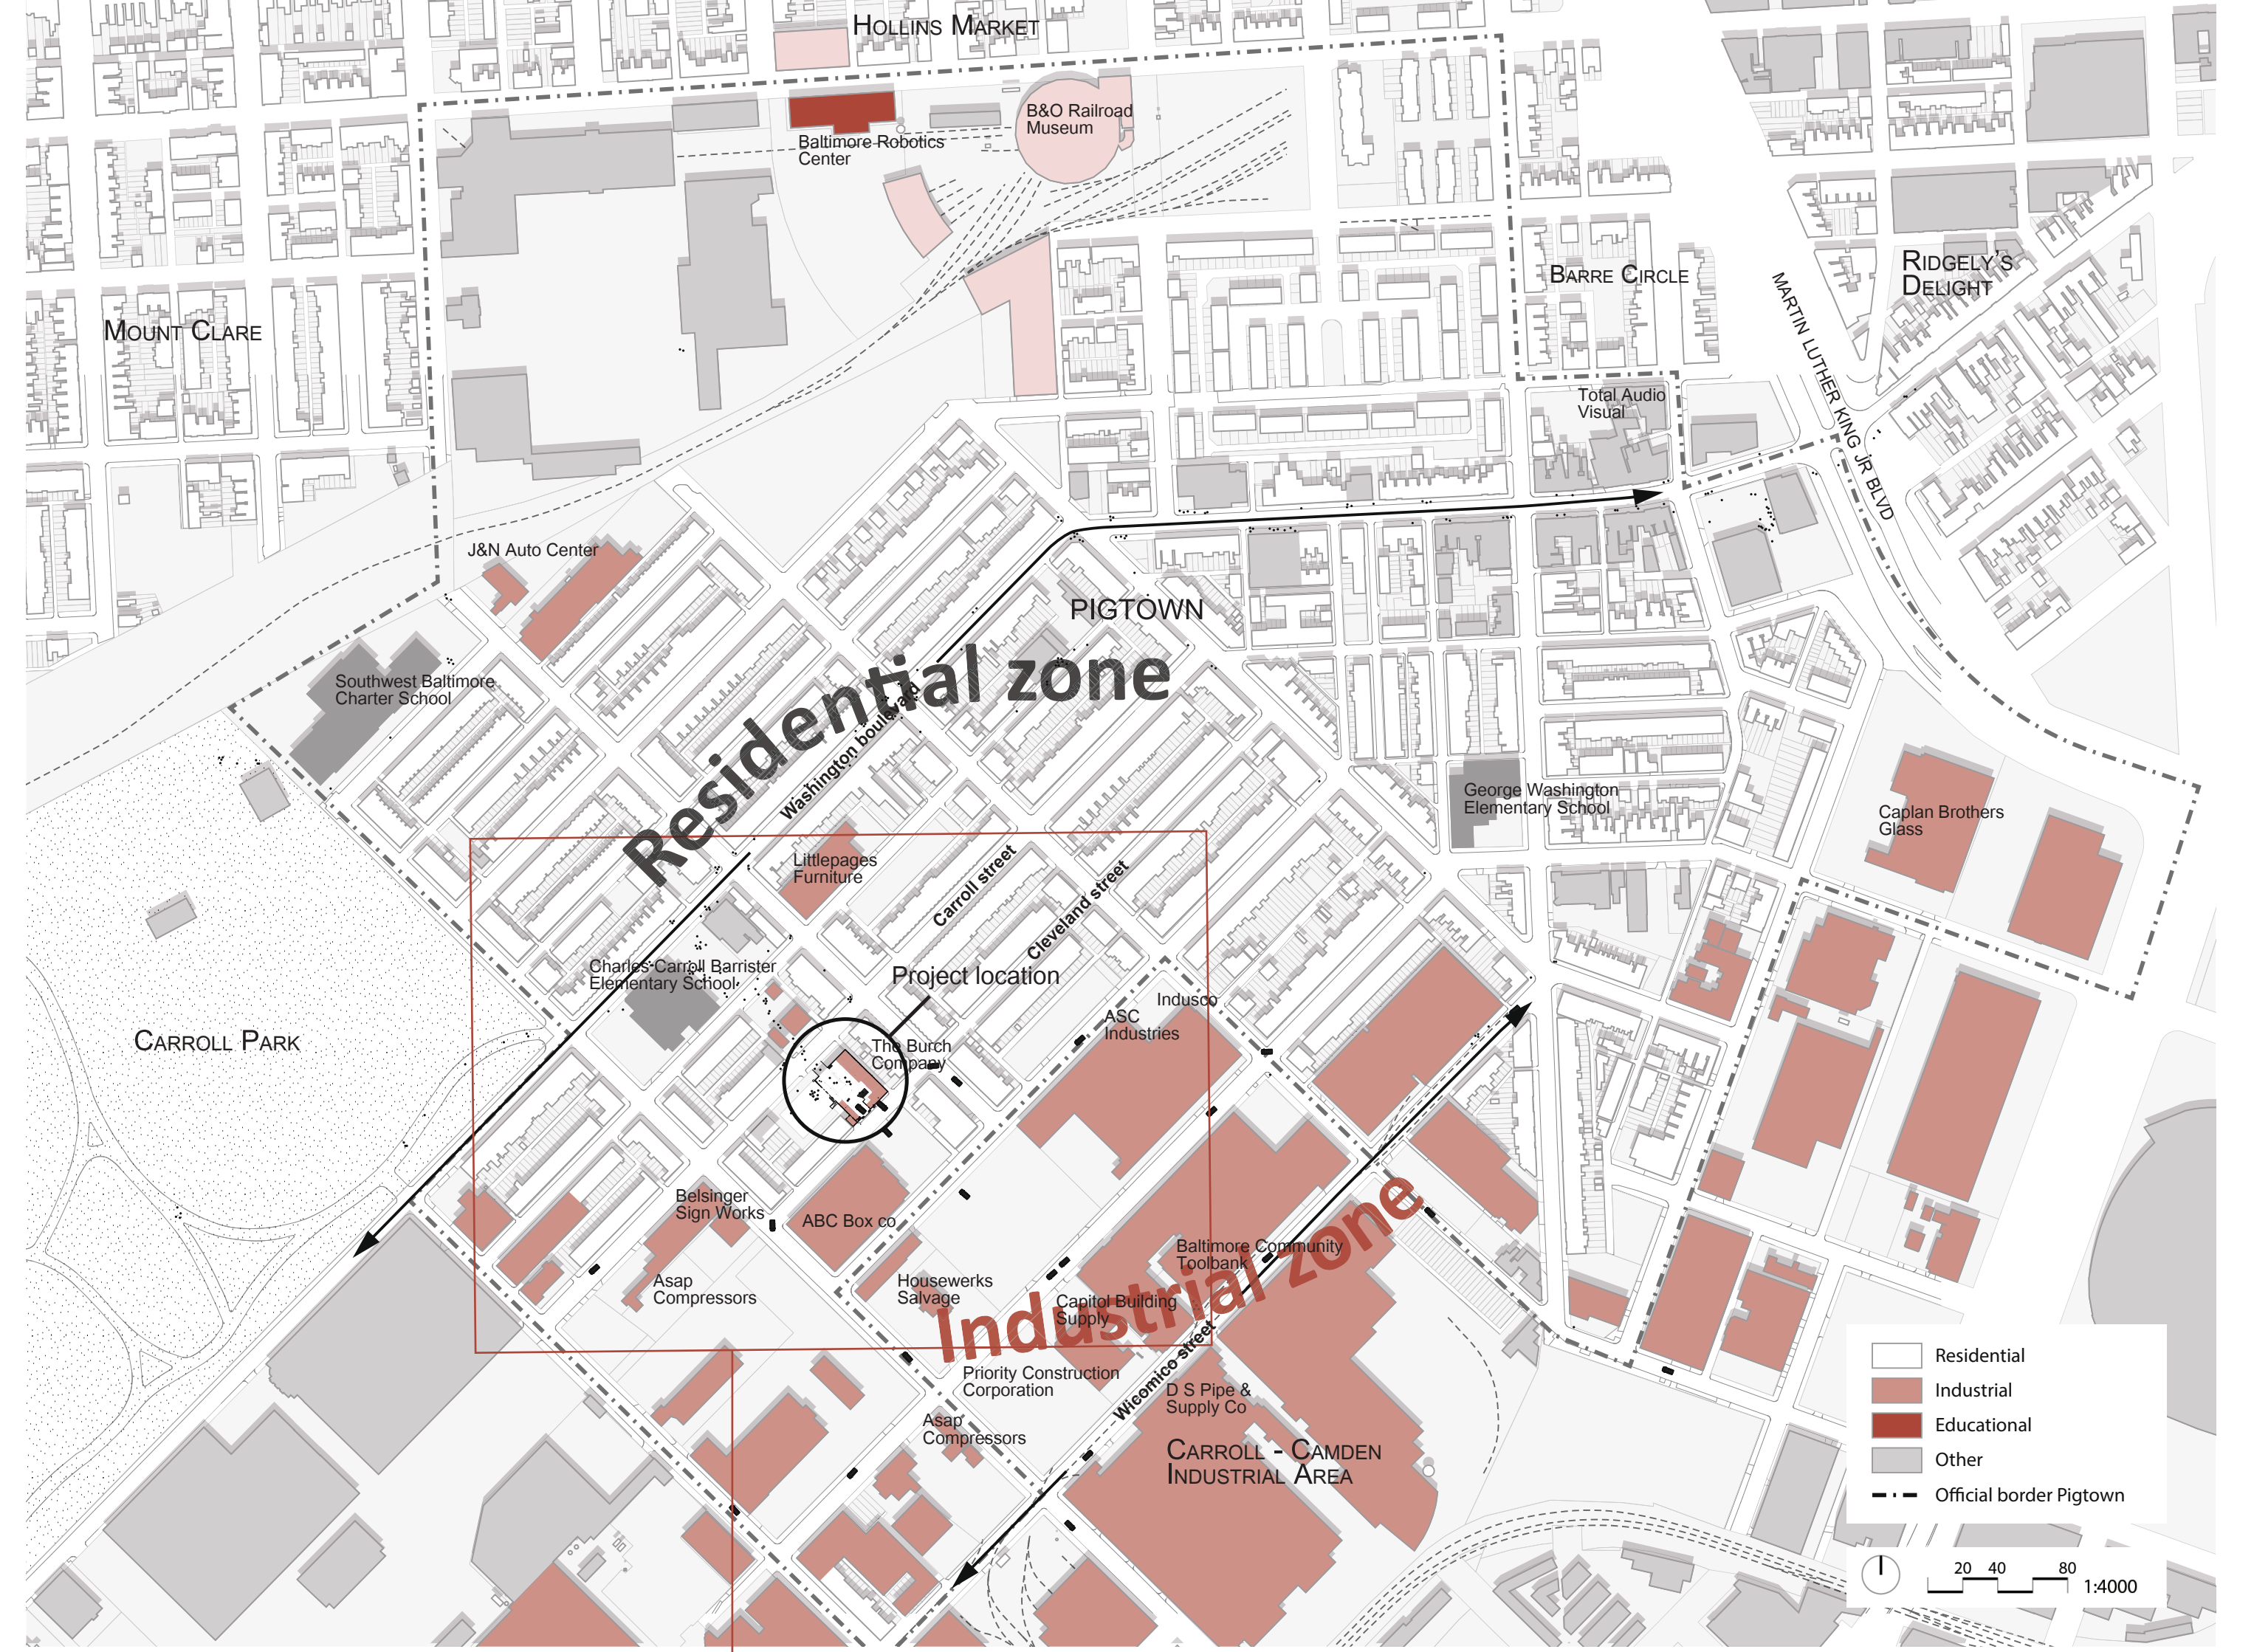 HOLLINS MARKET
B&O Railroad
Museum
Baltimore Robotics
Center
BARRE CIRCLE
RIDGELY'S
DELIGHT
MOUNT CLARE
MARTIN LUTHER KING JR BLVD
Total Audio
Visual
J&N Auto Center
PIGTOWN
Residential zone
Southwest Baltimore
Charter School
Washington boulevard
George Washington
Elementary School
Caplan Brothers
Glass
Littlepages
Furniture
Carroll street
Cleveland street
Charles Carroll Barrister
Elementary School
Project location
Indusco
ASC
Industries
CARROLL PARK
The Burch
Company
Belsinger
Sign Works
ABC Box co
Baltimore Community
Toolbank
Industrial zone
Asap
Compressors
Housewerks
Salvage
Capitol Building
Supply
Priority Construction
Corporation
Wicomico street
D S Pipe &
Supply Co
Asap
Compressors
CARROLL - CAMDEN
INDUSTRIAL AREA
Residential
Industrial
Educational
Other
Official border Pigtown
20 40 80
1:4000